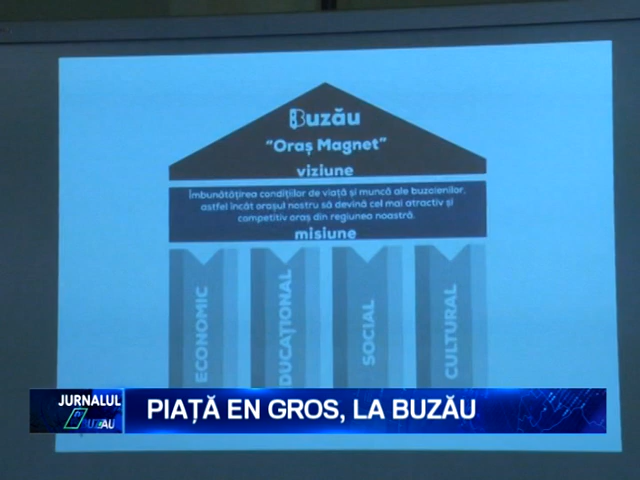 Buzău
"Oraș Magnet"
viziune
Îmbunătățirea condițiilor de viață și muncă ale buzoienilor,
astfel încât orașul nostru să devină cel mai atractiv și
competitiv oraș din regiunea noastră.
misiune
ECONOMIC
DUCAȚIONAL
SOCIAL
CULTURAL
JURNALUL
BUZĂU
PIAȚĂ EN GROS, LA BUZĂU